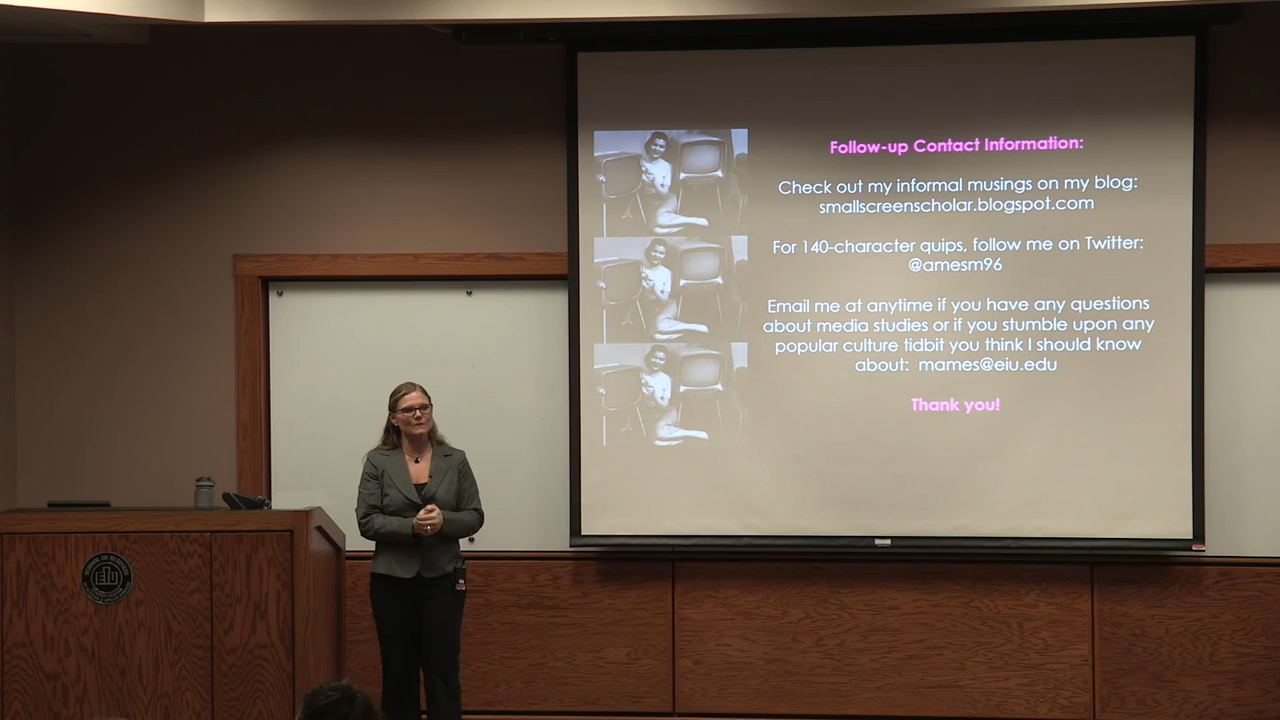 Follow-up Contact Information:
Check out my informal musings on my blog:
smallscreenscholar.blogspot.com
For 140-character quips, follow me on Twitter:
@amesm96
Email me at anytime if you have any questions
about media studies or if you stumble upon any
popular culture tidbit you think I should know
about: mames@eiu.edu
Thank you!
EIU